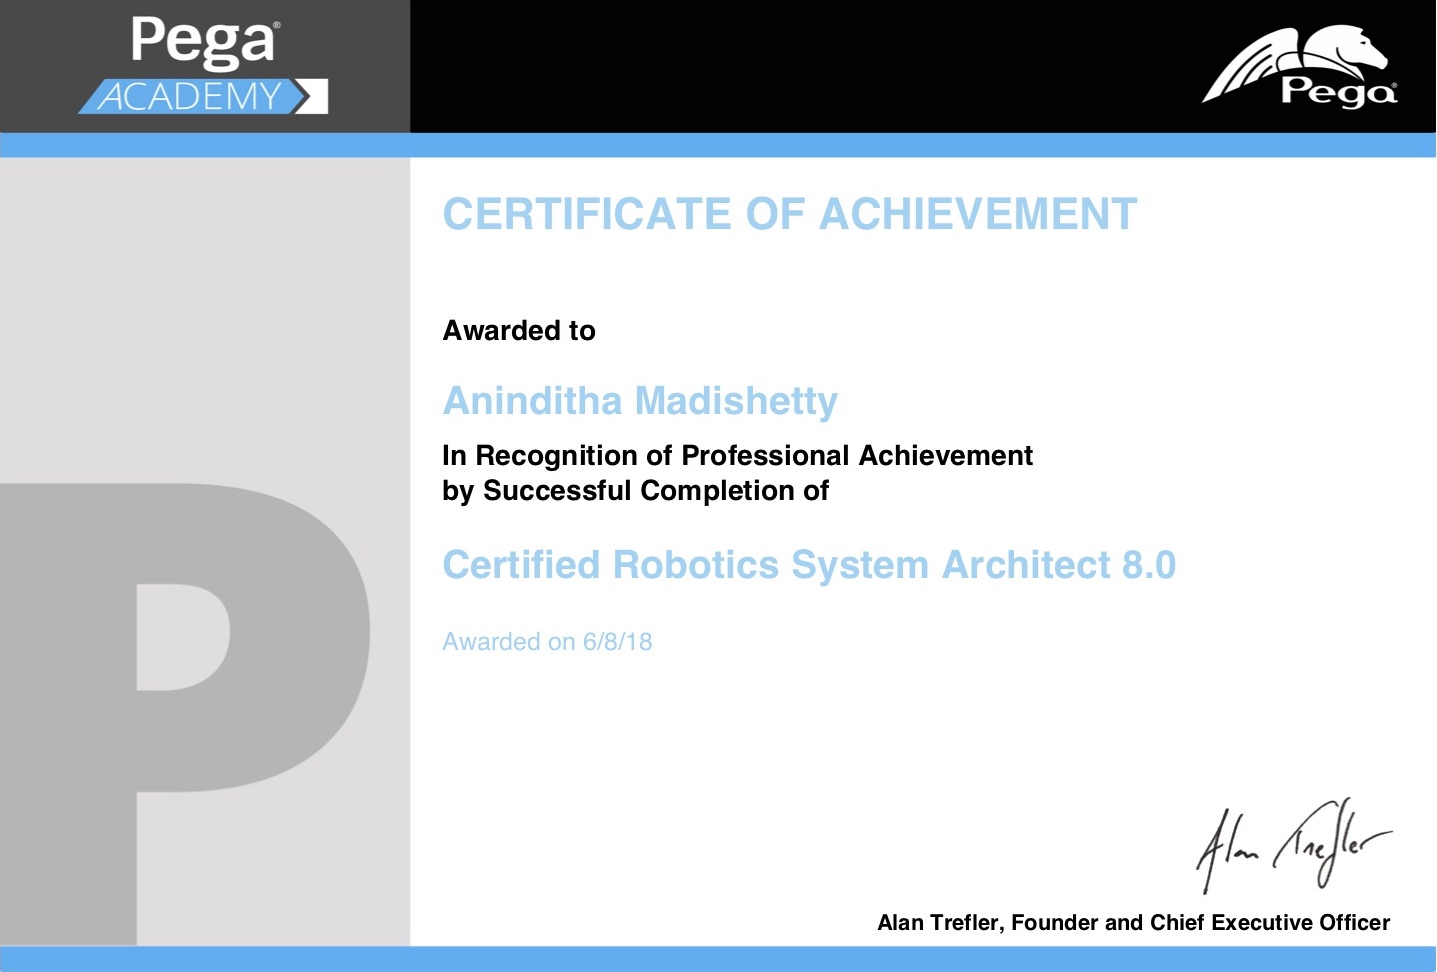 Pega®
ACADEMY
Pega®
CERTIFICATE OF ACHIEVEMENT
Awarded to
Aninditha Madishetty
In Recognition of Professional Achievement
by Successful Completion of
Certified Robotics System Architect 8.0
Awarded on 6/8/18
Alan Trefler
Alan Trefler, Founder and Chief Executive Officer
P